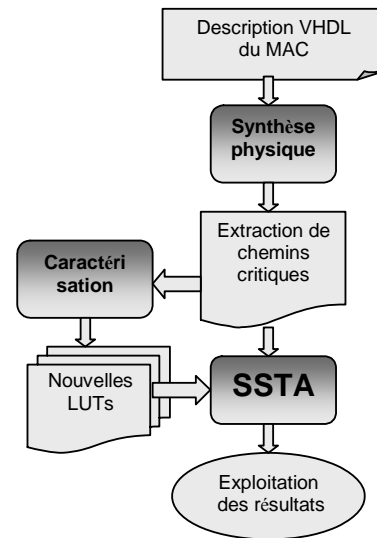 Description VHDL
du MAC
Synthèse
physique
Extraction de
chemins
critiques
Caractéri
sation
Nouvelles
LUTs
SSTA
Exploitation
des résultats